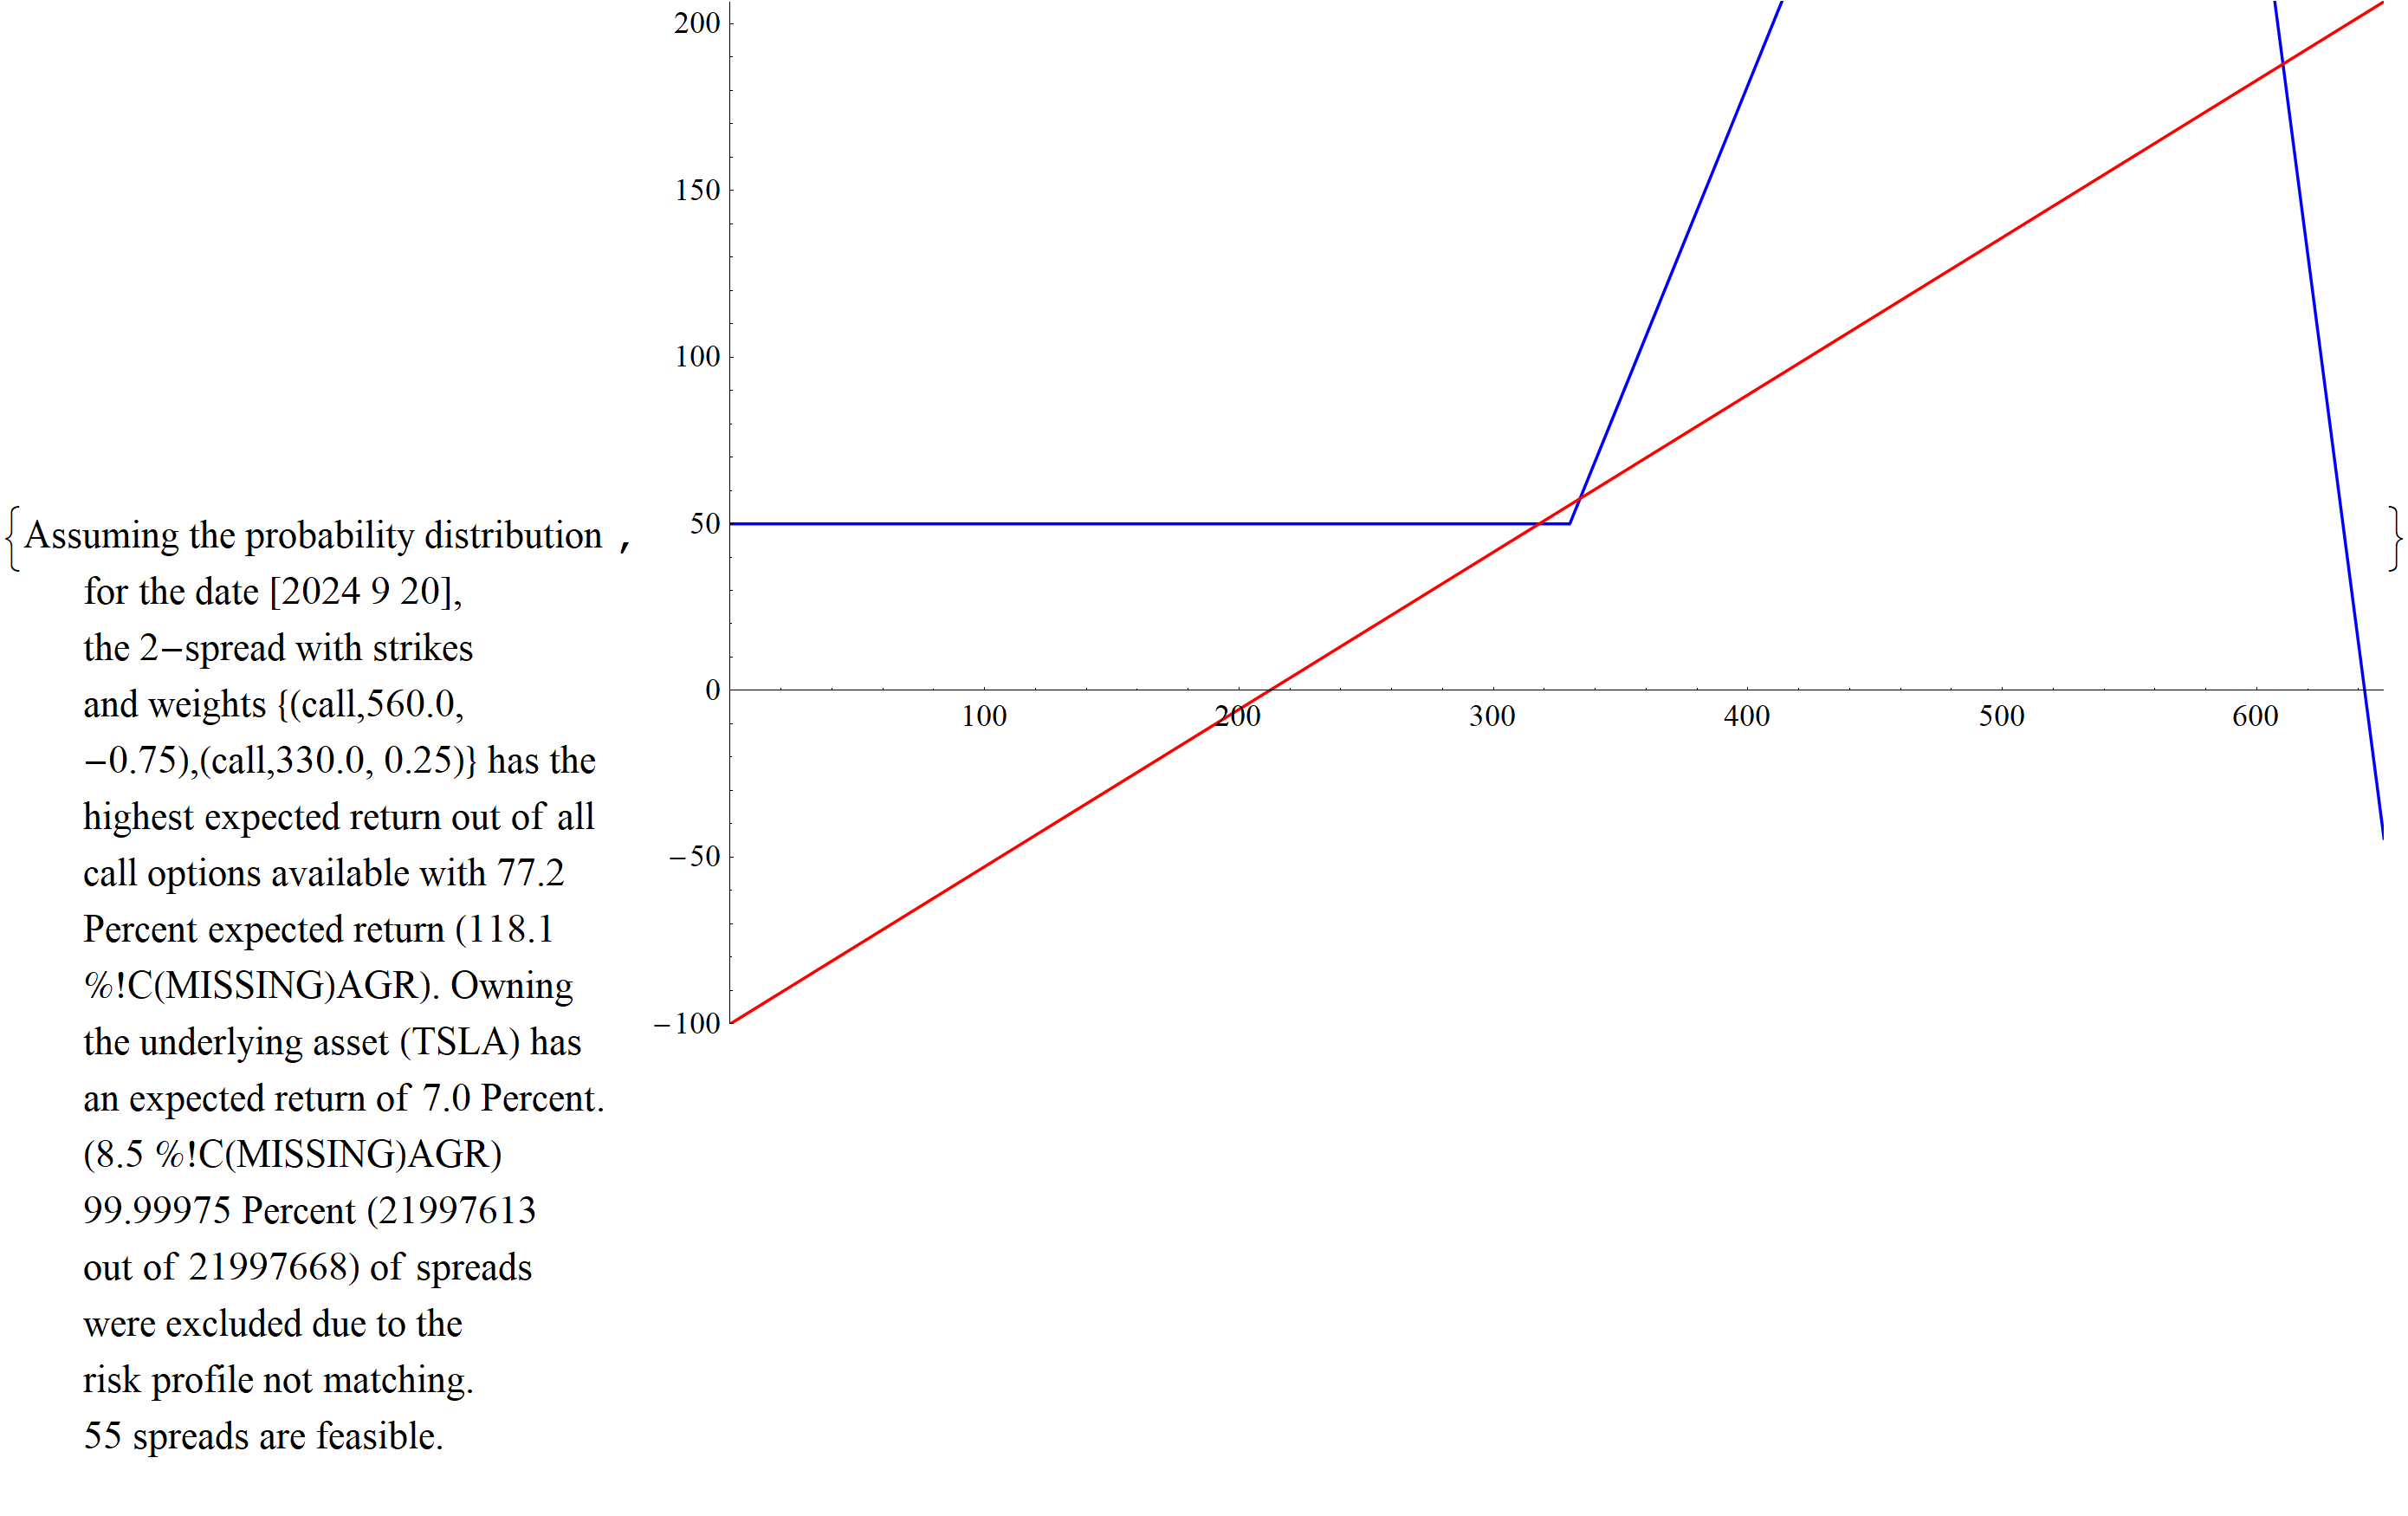 {Assuming the probability distribution ,
for the date [2024 9 20],
the 2−spread with strikes
and weights {(call,560.0,
−0.75),(call,330.0, 0.25)} has the
highest expected return out of all
call options available with 77.2
Percent expected return (118.1
%!C(MISSING)AGR). Owning
the underlying asset (TSLA) has
an expected return of 7.0 Percent.
(8.5 %!C(MISSING)AGR)
99.99975 Percent (21997613
out of 21997668) of spreads
were excluded due to the
risk profile not matching.
55 spreads are feasible.
200
150
100
50
0
−50
−100
100
200
300
400
500
600
}